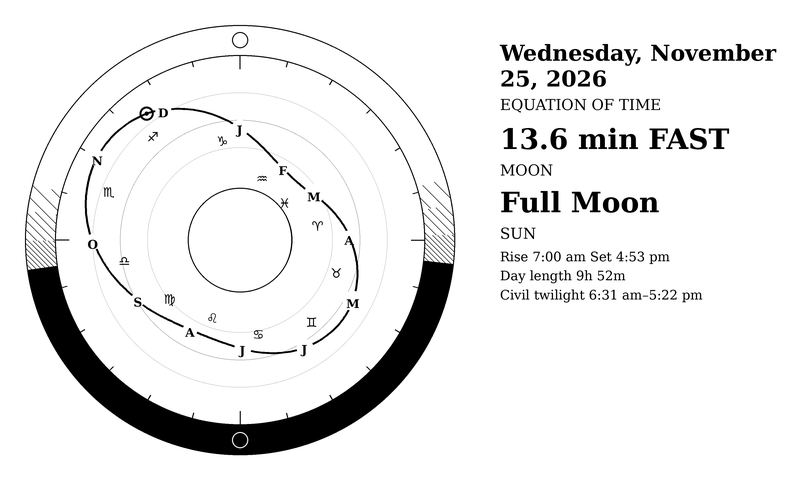 D
J
♐
♑
N
F
♒
M
♏
♓
♈
O
A
♎
♉
S
♍
M
♌
♊
A
♋
J
J
Wednesday, November
25, 2026
EQUATION OF TIME
13.6 min FAST
MOON
Full Moon
SUN
Rise 7:00 am Set 4:53 pm
Day length 9h 52m
Civil twilight 6:31 am–5:22 pm